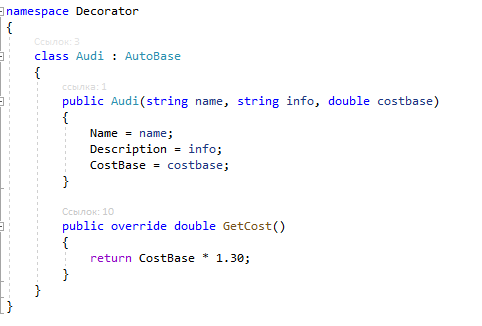 namespace Decorator
{
Ссылок: 3
class Audi : AutoBase
{
ссылка: 1
public Audi(string name, string info, double costbase)
{
Name = name;
Description = info;
CostBase = costbase;
}
Ссылок: 10
public override double GetCost()
{
return CostBase * 1.30;
}
}
}